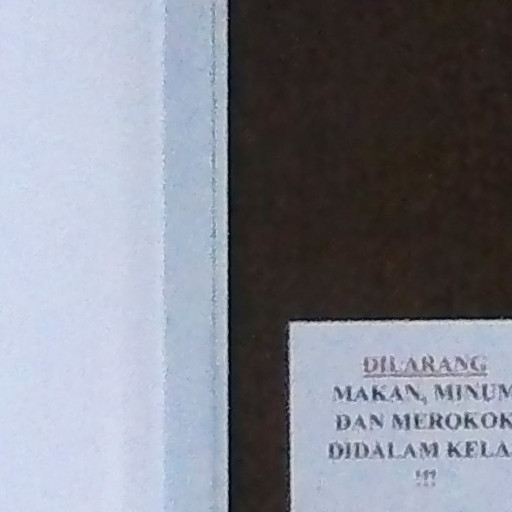 DILARANG
MAKAN, MINUM
DAN MEROKOK
DIDALAM KELA
!!!